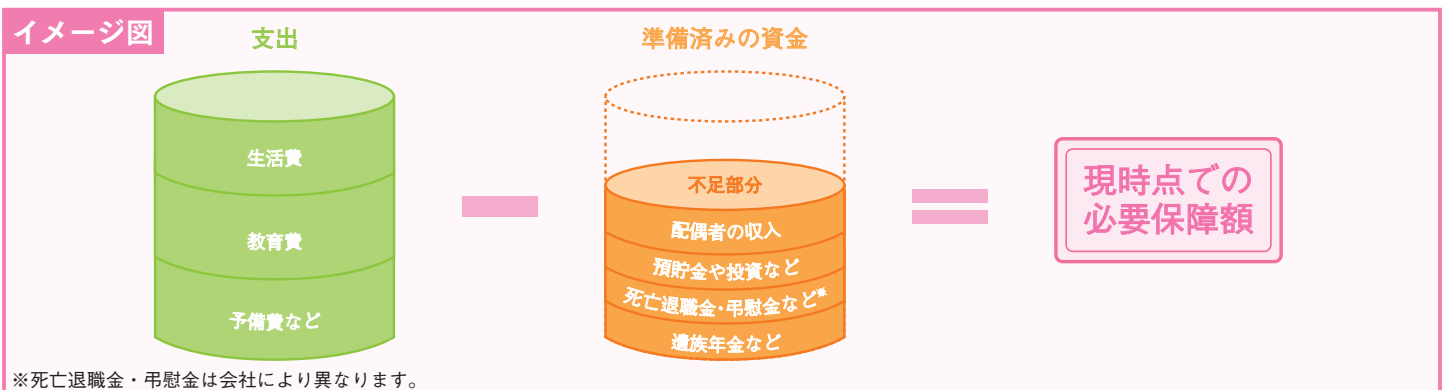 イメージ図
支出
準備済みの資金
生活費
教育費
予備費など
不足部分
配偶者の収入
預貯金や投資など
死亡退職金・弔慰金など※
遺族年金など
現時点での
必要保障額
※死亡退職金・弔慰金は会社により異なります。